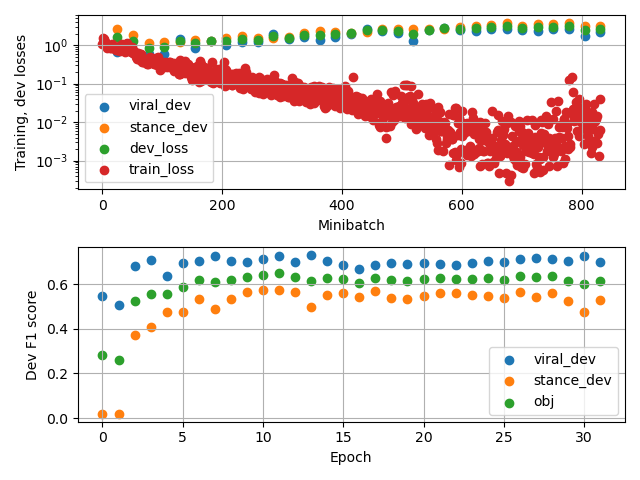 Training, dev losses
10⁰
10⁻¹
10⁻²
10⁻³
viral_dev
stance_dev
dev_loss
train_loss
0 200 400 600 800
Minibatch
Dev F1 score
0.6
0.4
0.2
0.0
viral_dev
stance_dev
obj
0 5 10 15 20 25 30
Epoch